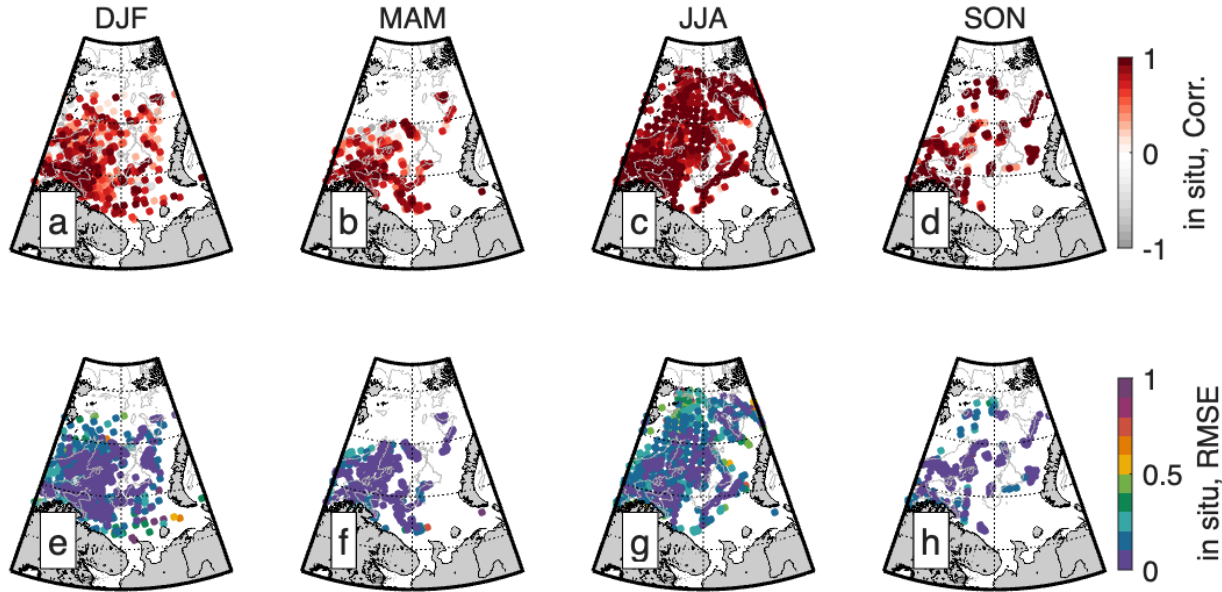 DJF
MAM
JJA
SON
a
b
c
d
1
0
-1
in situ, Corr.
e
f
g
h
1
0.5
0
in situ, RMSE